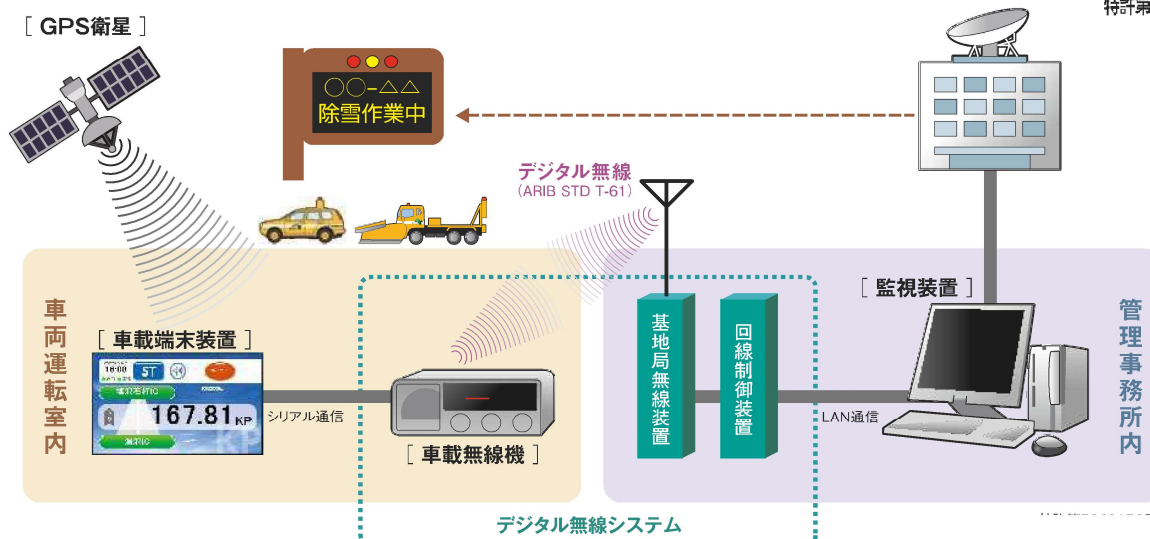 特許第
[ GPS衛星 ]
○○-△△
除雪作業中
デジタル無線
(ARIB STD T-61)
[ 監視装置 ]
車両運転室内
[ 車載端末装置 ]
18:00
ST
167.81 KP
KP
シリアル通信
[ 車載無線機 ]
基地局無線装置
回線制御装置
LAN通信
管理事務所内
デジタル無線システム